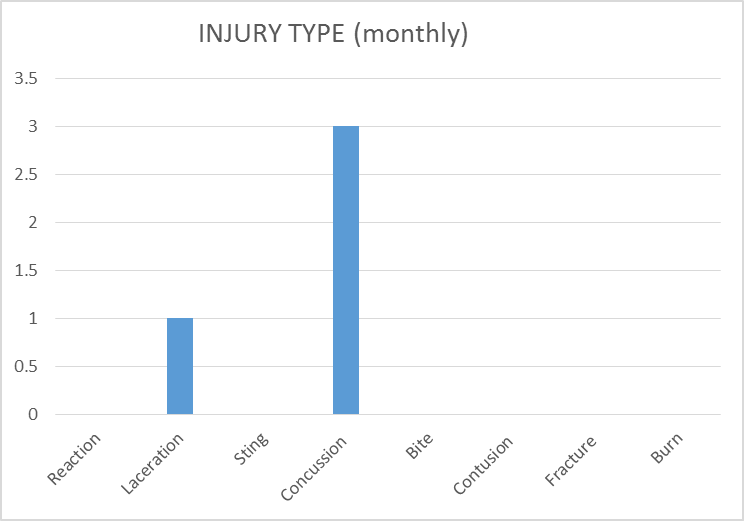 INJURY TYPE (monthly)
3.5
3
2.5
2
1.5
1
0.5
0
Reaction
Laceration
Sting
Concussion
Bite
Contusion
Fracture
Burn